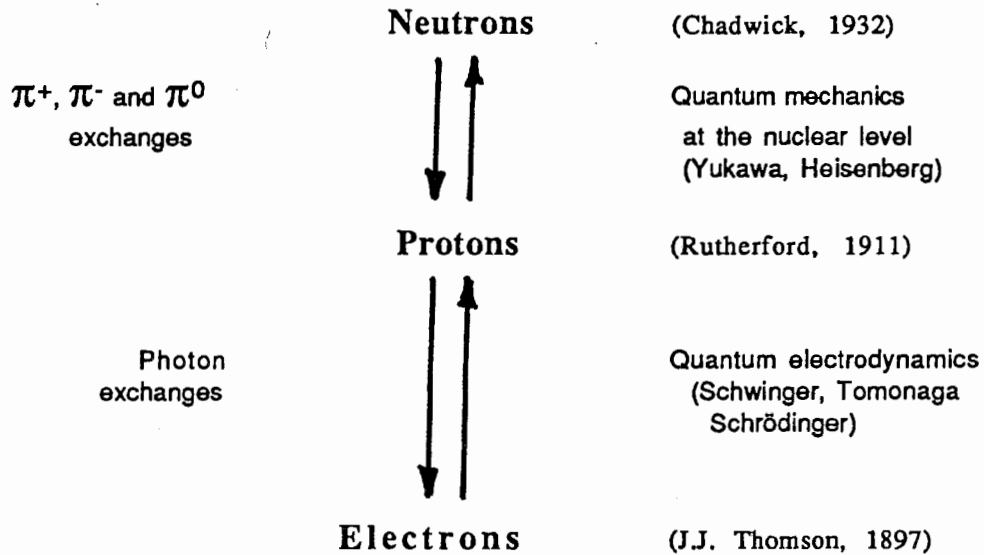 Neutrons (Chadwick, 1932)
π+, π- and π0
exchanges
Quantum mechanics
at the nuclear level
(Yukawa, Heisenberg)
Protons (Rutherford, 1911)
Photon
exchanges
Quantum electrodynamics
(Schwinger, Tomonaga
Schrödinger)
Electrons (J.J. Thomson, 1897)